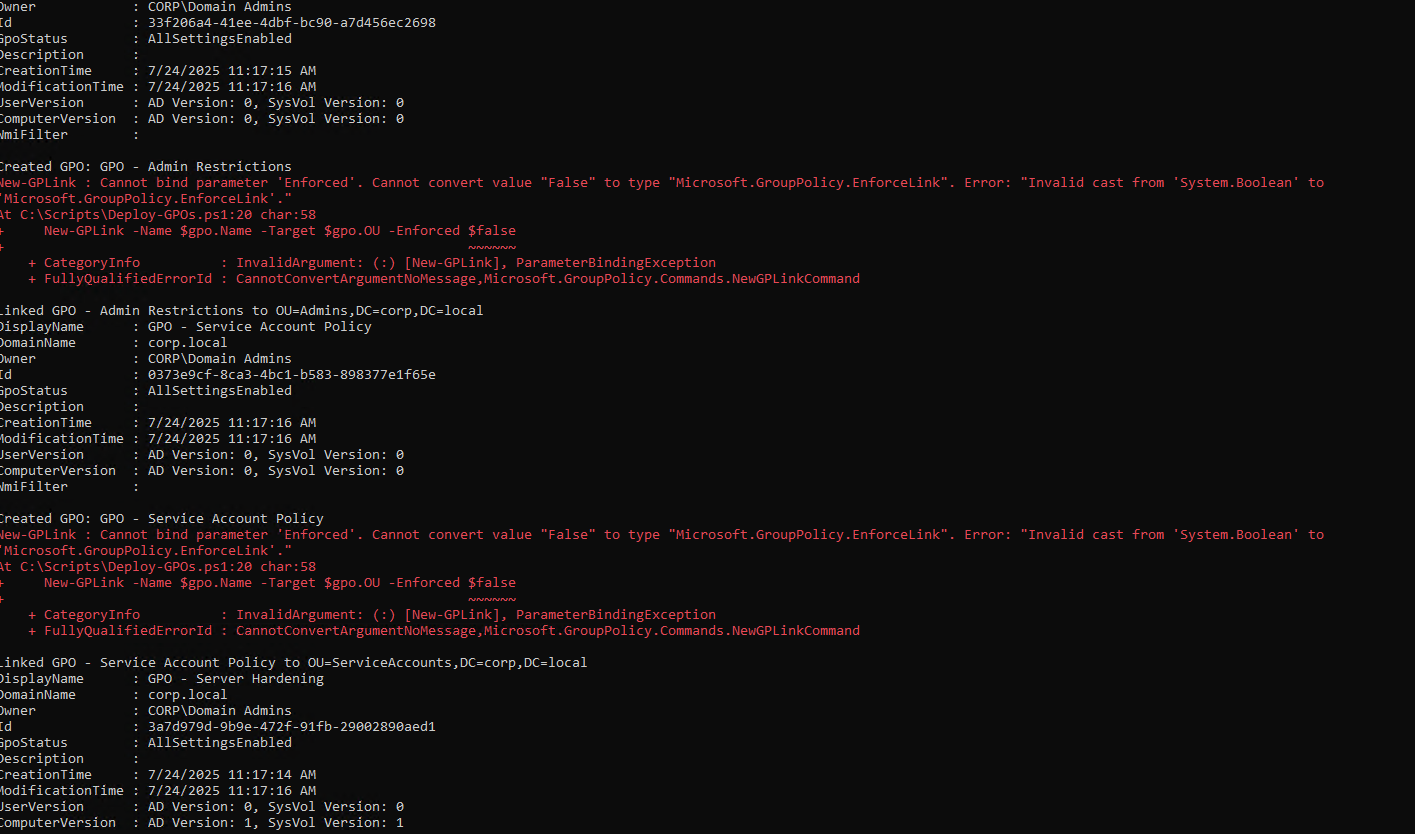 Owner            : CORP\Domain Admins
Id               : 33f206a4-41ee-4dbf-bc90-a7d456ec2698
GpoStatus        : AllSettingsEnabled
Description      :
CreationTime     : 7/24/2025 11:17:15 AM
ModificationTime : 7/24/2025 11:17:16 AM
UserVersion      : AD Version: 0, SysVol Version: 0
ComputerVersion  : AD Version: 0, SysVol Version: 0
WmiFilter        :
Created GPO: GPO - Admin Restrictions
New-GPLink : Cannot bind parameter 'Enforced'. Cannot convert value "False" to type "Microsoft.GroupPolicy.EnforceLink". Error: "Invalid cast from 'System.Boolean' to
'Microsoft.GroupPolicy.EnforceLink'."
At C:\Scripts\Deploy-GPOs.ps1:20 char:58
+     New-GPLink -Name $gpo.Name -Target $gpo.OU -Enforced $false
+                                                          ~~~~~~
    + CategoryInfo          : InvalidArgument: (:) [New-GPLink], ParameterBindingException
    + FullyQualifiedErrorId : CannotConvertArgumentNoMessage,Microsoft.GroupPolicy.Commands.NewGPLinkCommand
Linked GPO - Admin Restrictions to OU=Admins,DC=corp,DC=local
DisplayName      : GPO - Service Account Policy
DomainName       : corp.local
Owner            : CORP\Domain Admins
Id               : 0373e9cf-8ca3-4bc1-b583-898377e1f65e
GpoStatus        : AllSettingsEnabled
Description      :
CreationTime     : 7/24/2025 11:17:16 AM
ModificationTime : 7/24/2025 11:17:16 AM
UserVersion      : AD Version: 0, SysVol Version: 0
ComputerVersion  : AD Version: 0, SysVol Version: 0
WmiFilter        :
Created GPO: GPO - Service Account Policy
New-GPLink : Cannot bind parameter 'Enforced'. Cannot convert value "False" to type "Microsoft.GroupPolicy.EnforceLink". Error: "Invalid cast from 'System.Boolean' to
'Microsoft.GroupPolicy.EnforceLink'."
At C:\Scripts\Deploy-GPOs.ps1:20 char:58
+     New-GPLink -Name $gpo.Name -Target $gpo.OU -Enforced $false
+                                                          ~~~~~~
    + CategoryInfo          : InvalidArgument: (:) [New-GPLink], ParameterBindingException
    + FullyQualifiedErrorId : CannotConvertArgumentNoMessage,Microsoft.GroupPolicy.Commands.NewGPLinkCommand
Linked GPO - Service Account Policy to OU=ServiceAccounts,DC=corp,DC=local
DisplayName      : GPO - Server Hardening
DomainName       : corp.local
Owner            : CORP\Domain Admins
Id               : 3a7d979d-9b9e-472f-91fb-29002890aed1
GpoStatus        : AllSettingsEnabled
Description      :
CreationTime     : 7/24/2025 11:17:14 AM
ModificationTime : 7/24/2025 11:17:16 AM
UserVersion      : AD Version: 0, SysVol Version: 0
ComputerVersion  : AD Version: 1, SysVol Version: 1